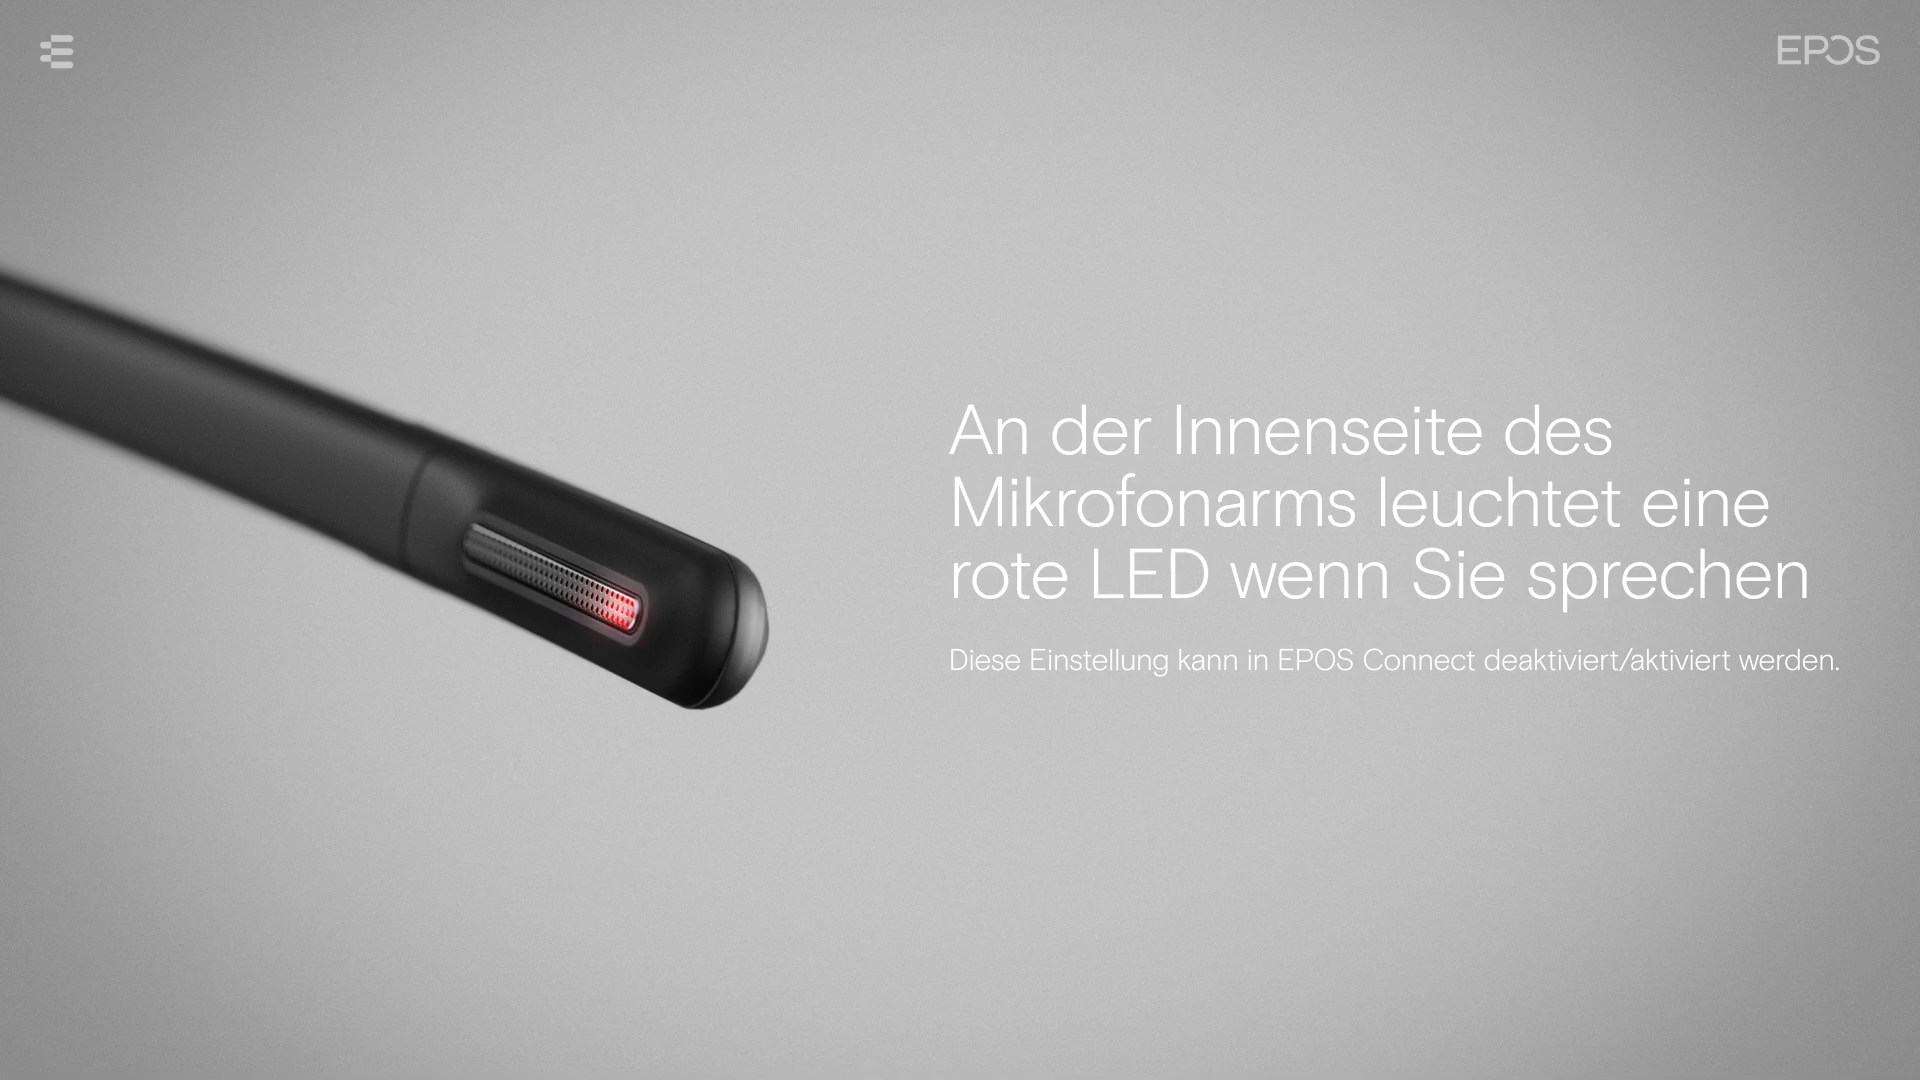 EPOS
An der Innenseite des
Mikrofonarms leuchtet eine
rote LED wenn Sie sprechen
Diese Einstellung kann in EPOS Connect deaktiviert/aktiviert werden.